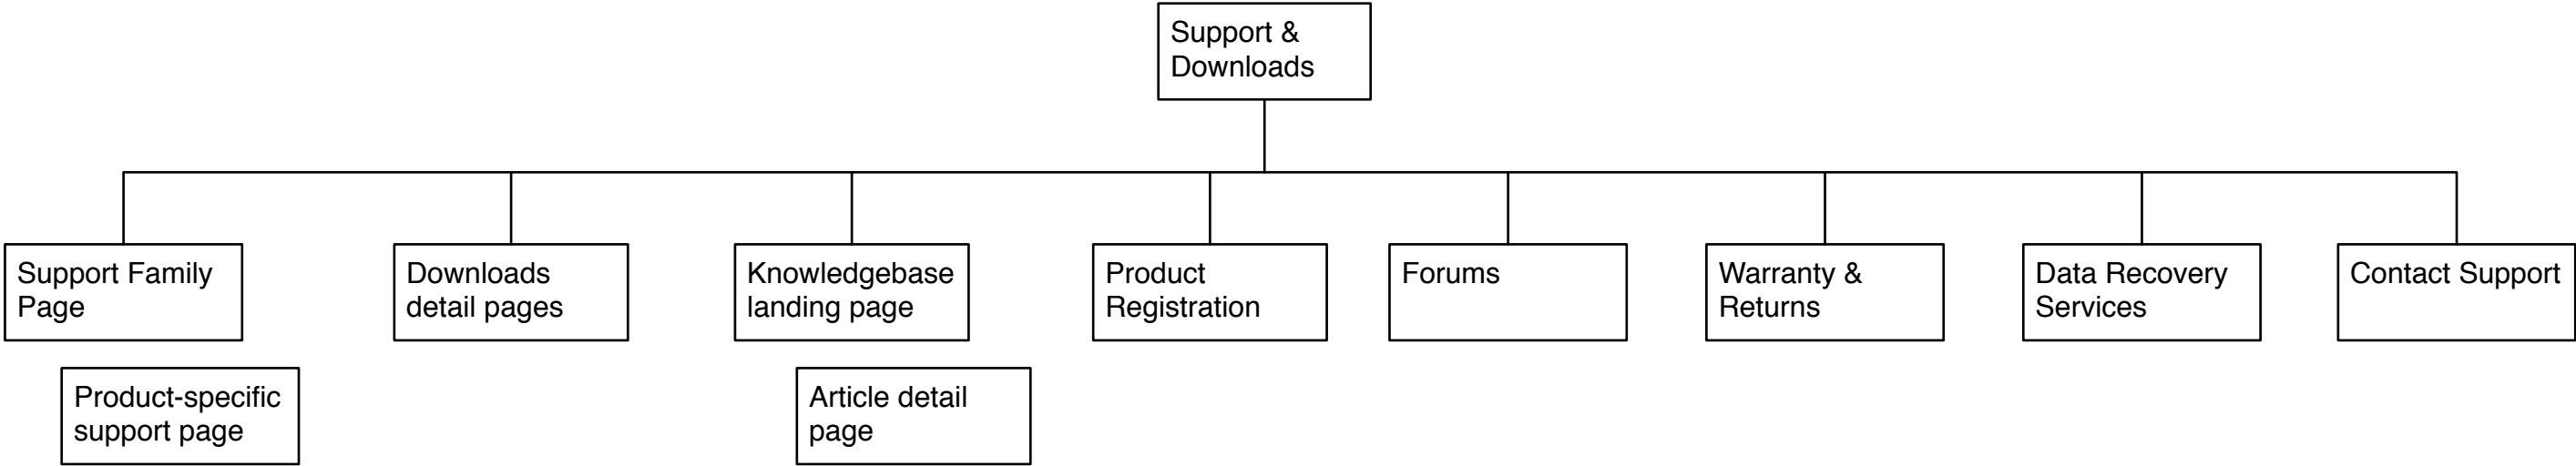 Support &
Downloads
Support Family
Page
Downloads
detail pages
Knowledgebase
landing page
Product
Registration
Forums
Warranty &
Returns
Data Recovery
Services
Contact Support
Product-specific
support page
Article detail
page